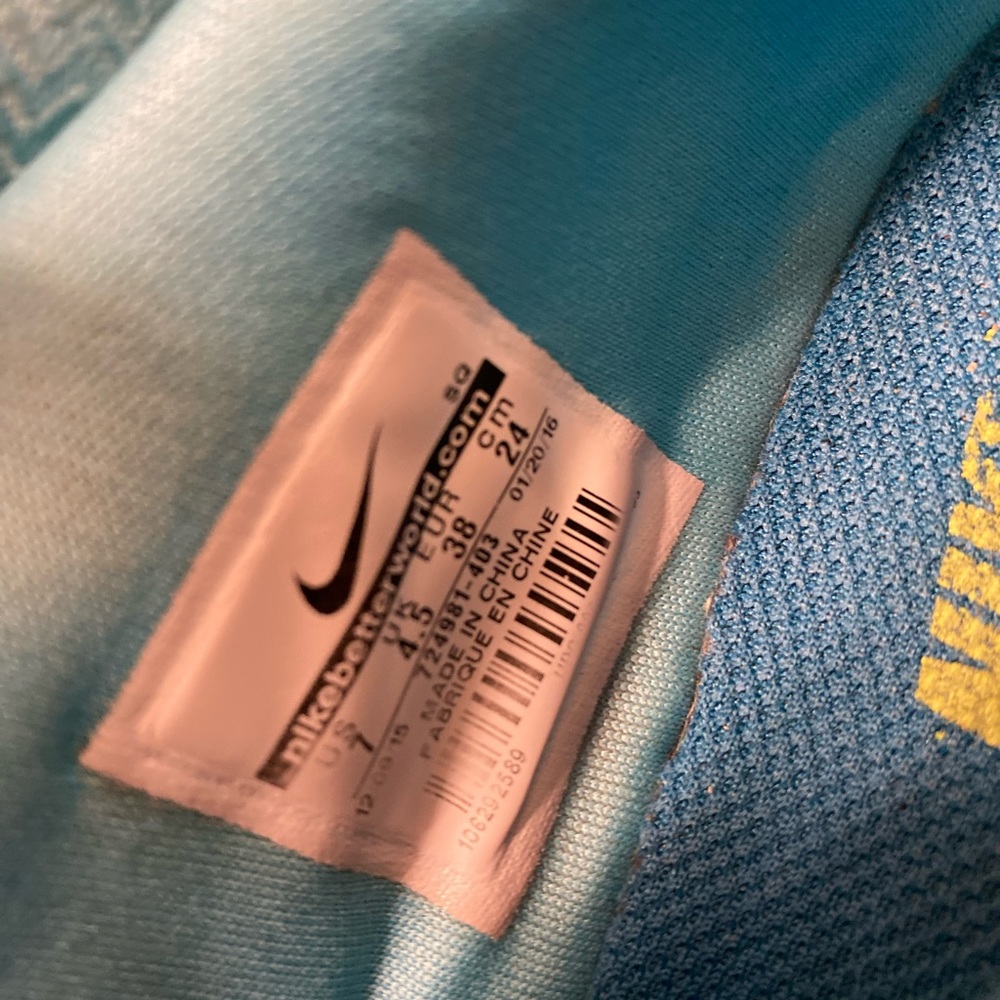 SQ
nikebetterworld.com
US UK EUR cm
7 4.5 38 24
724981-403
12 09 15 01/20/16
MADE IN CHINA
FABRIQUE EN CHINE
106292589